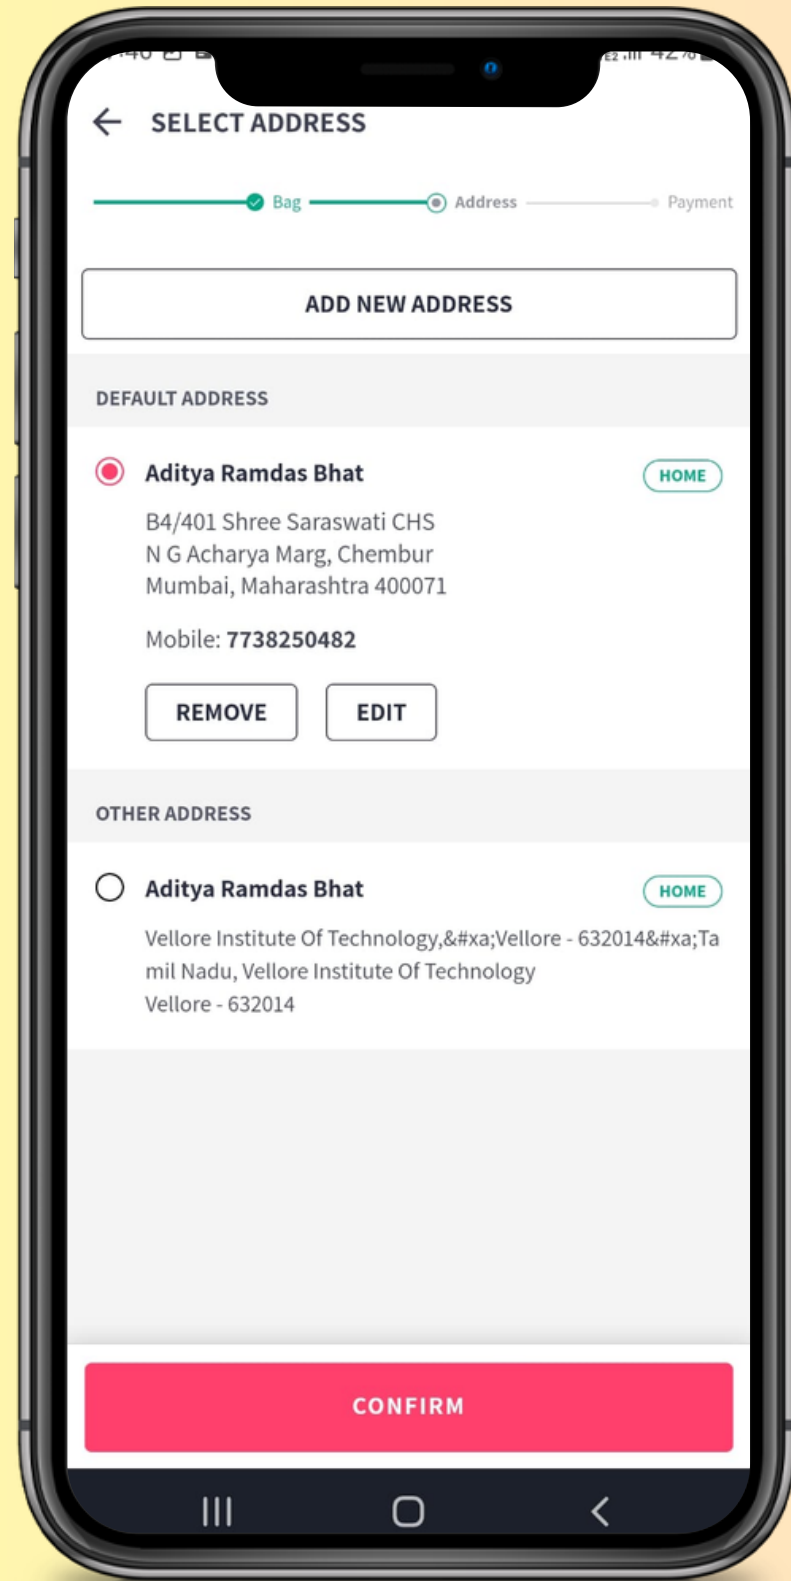 42%
SELECT ADDRESS
Bag
Address
Payment
ADD NEW ADDRESS
DEFAULT ADDRESS
Aditya Ramdas Bhat
HOME
B4/401 Shree Saraswati CHS
N G Acharya Marg, Chembur
Mumbai, Maharashtra 400071
Mobile: 7738250482
REMOVE
EDIT
OTHER ADDRESS
Aditya Ramdas Bhat
HOME
Vellore Institute Of Technology,&#xa;Vellore - 632014&#xa;Ta
mil Nadu, Vellore Institute Of Technology
Vellore - 632014
CONFIRM